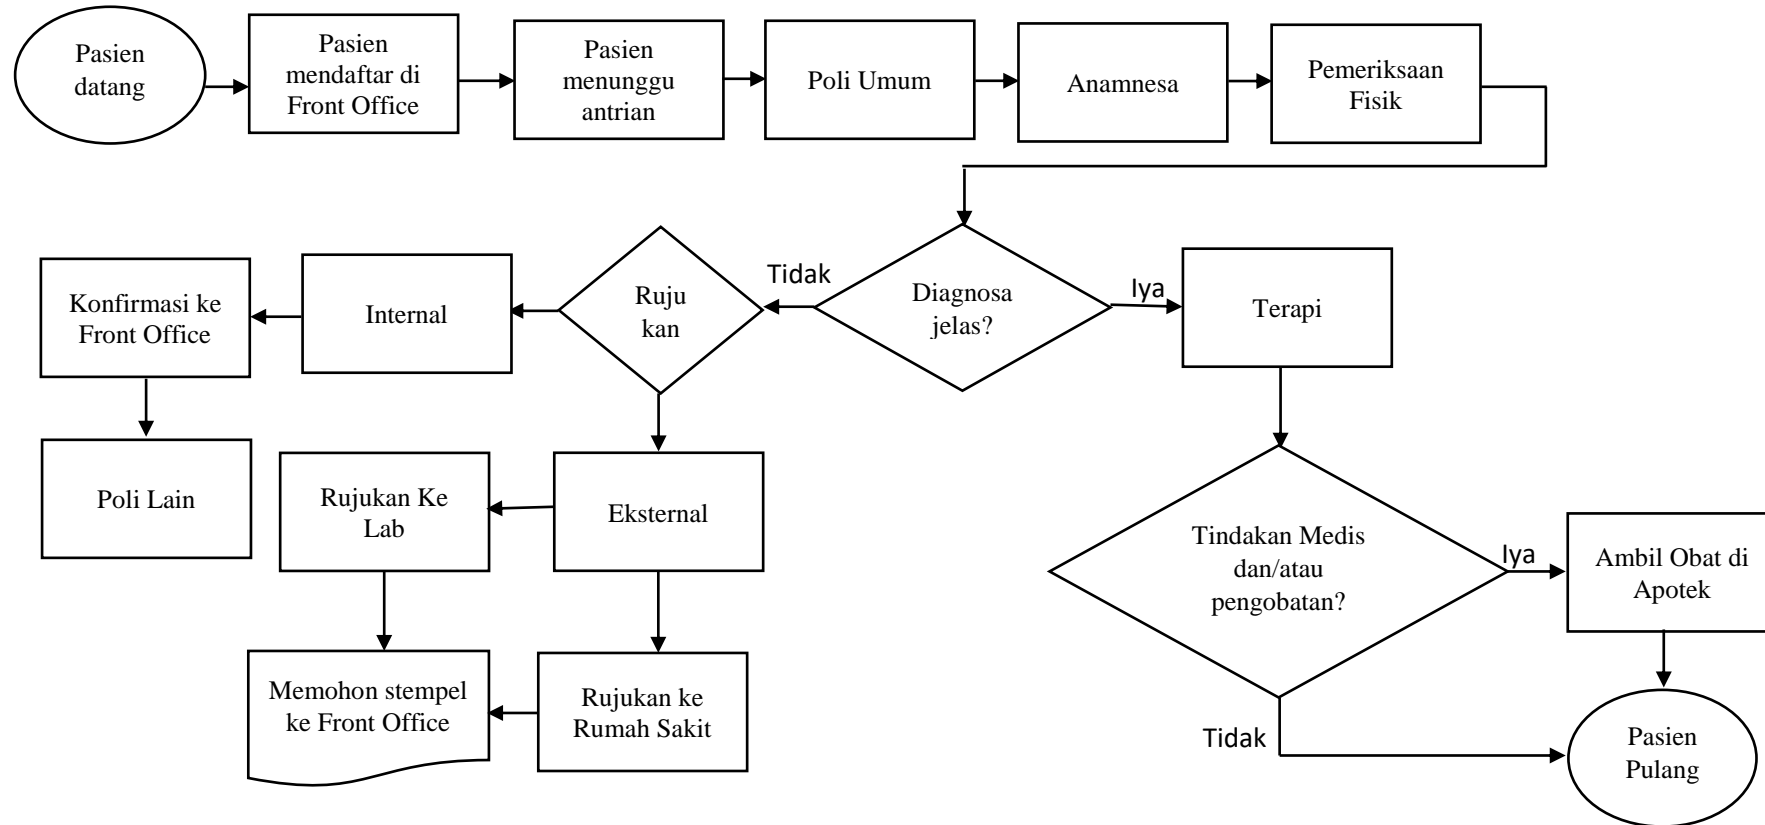 Pasien
datang
Pasien
mendaftar di
Front Office
Pasien
menunggu
antrian
Poli Umum
Anamnesa
Pemeriksaan
Fisik
Konfirmasi ke
Front Office
Internal
Ruju
kan
Tidak
Diagnosa
jelas?
Iya
Terapi
Poli Lain
Rujukan Ke
Lab
Eksternal
Tindakan Medis
dan/atau
pengobatan?
Iya
Ambil Obat di
Apotek
Memohon stempel
ke Front Office
Rujukan ke
Rumah Sakit
Tidak
Pasien
Pulang